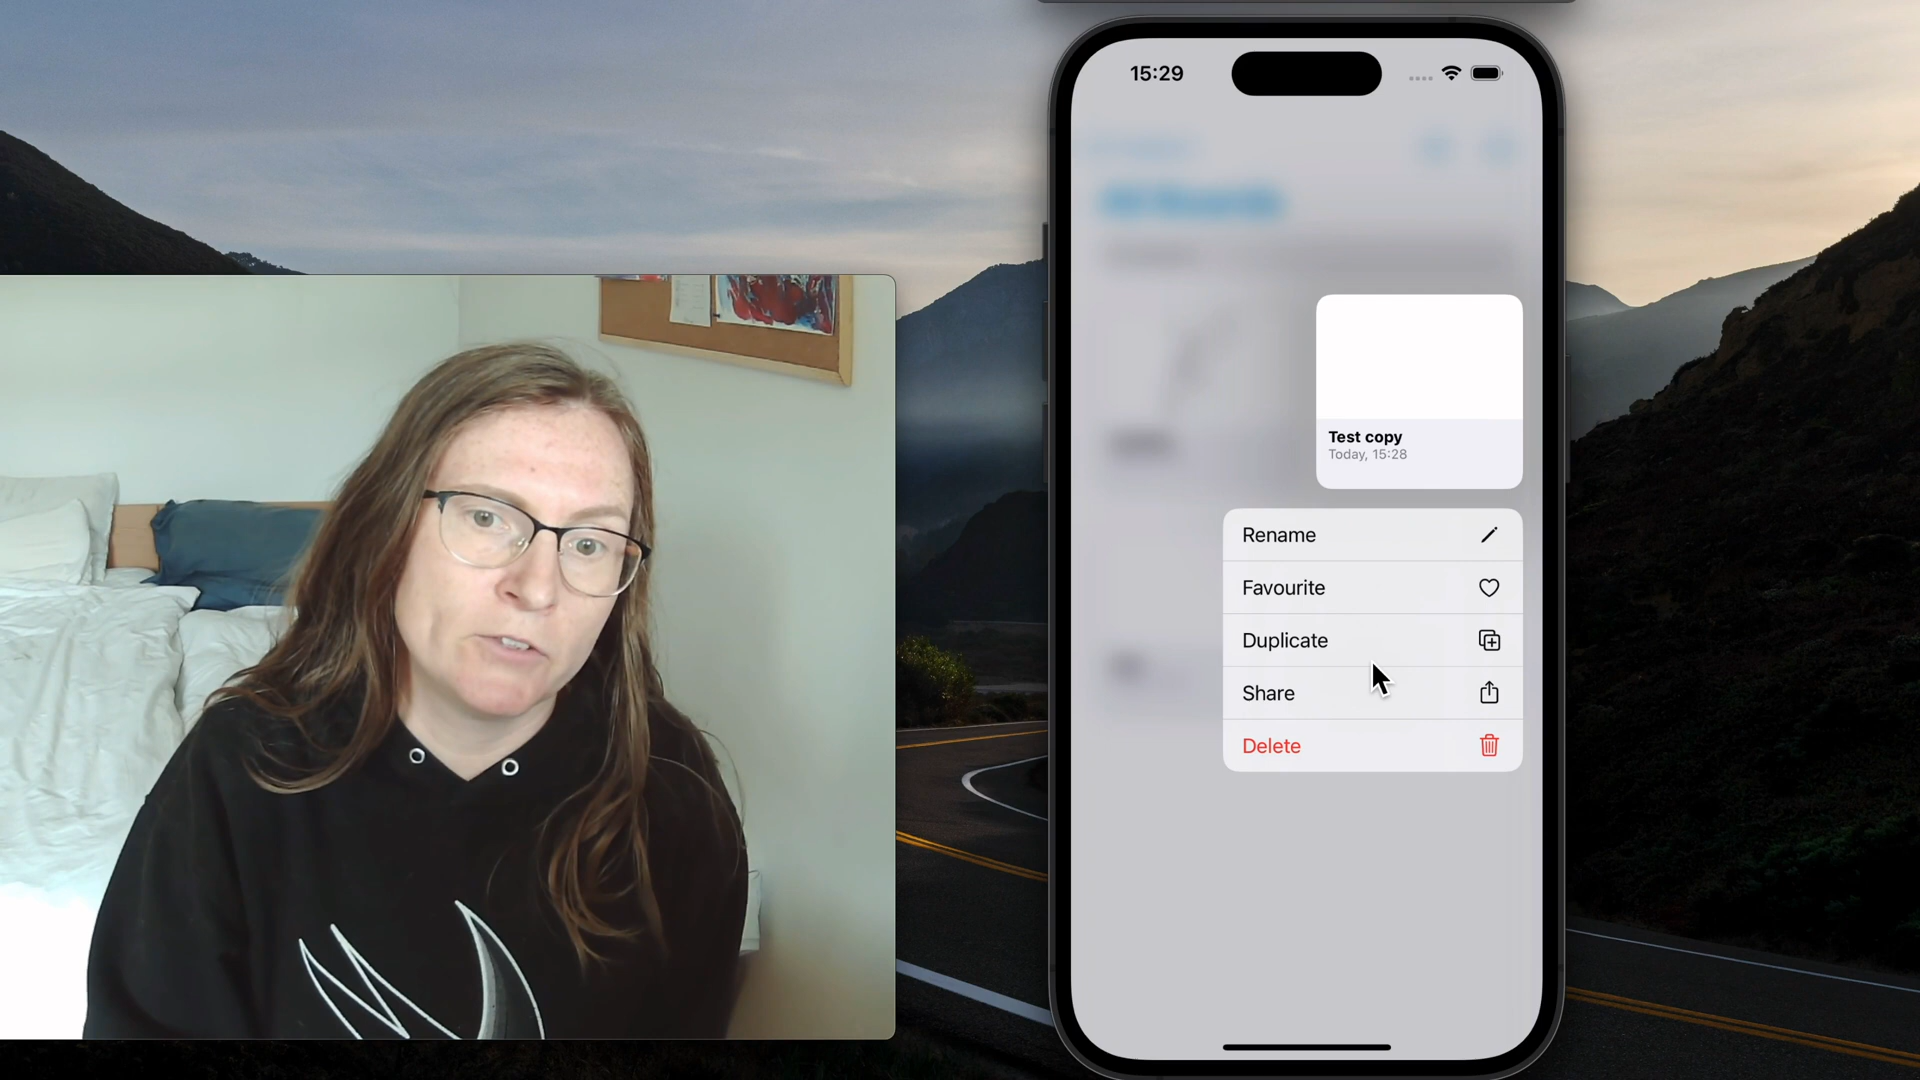 15:29
Test copy
Today, 15:28
Rename
Favourite
Duplicate
Share
Delete